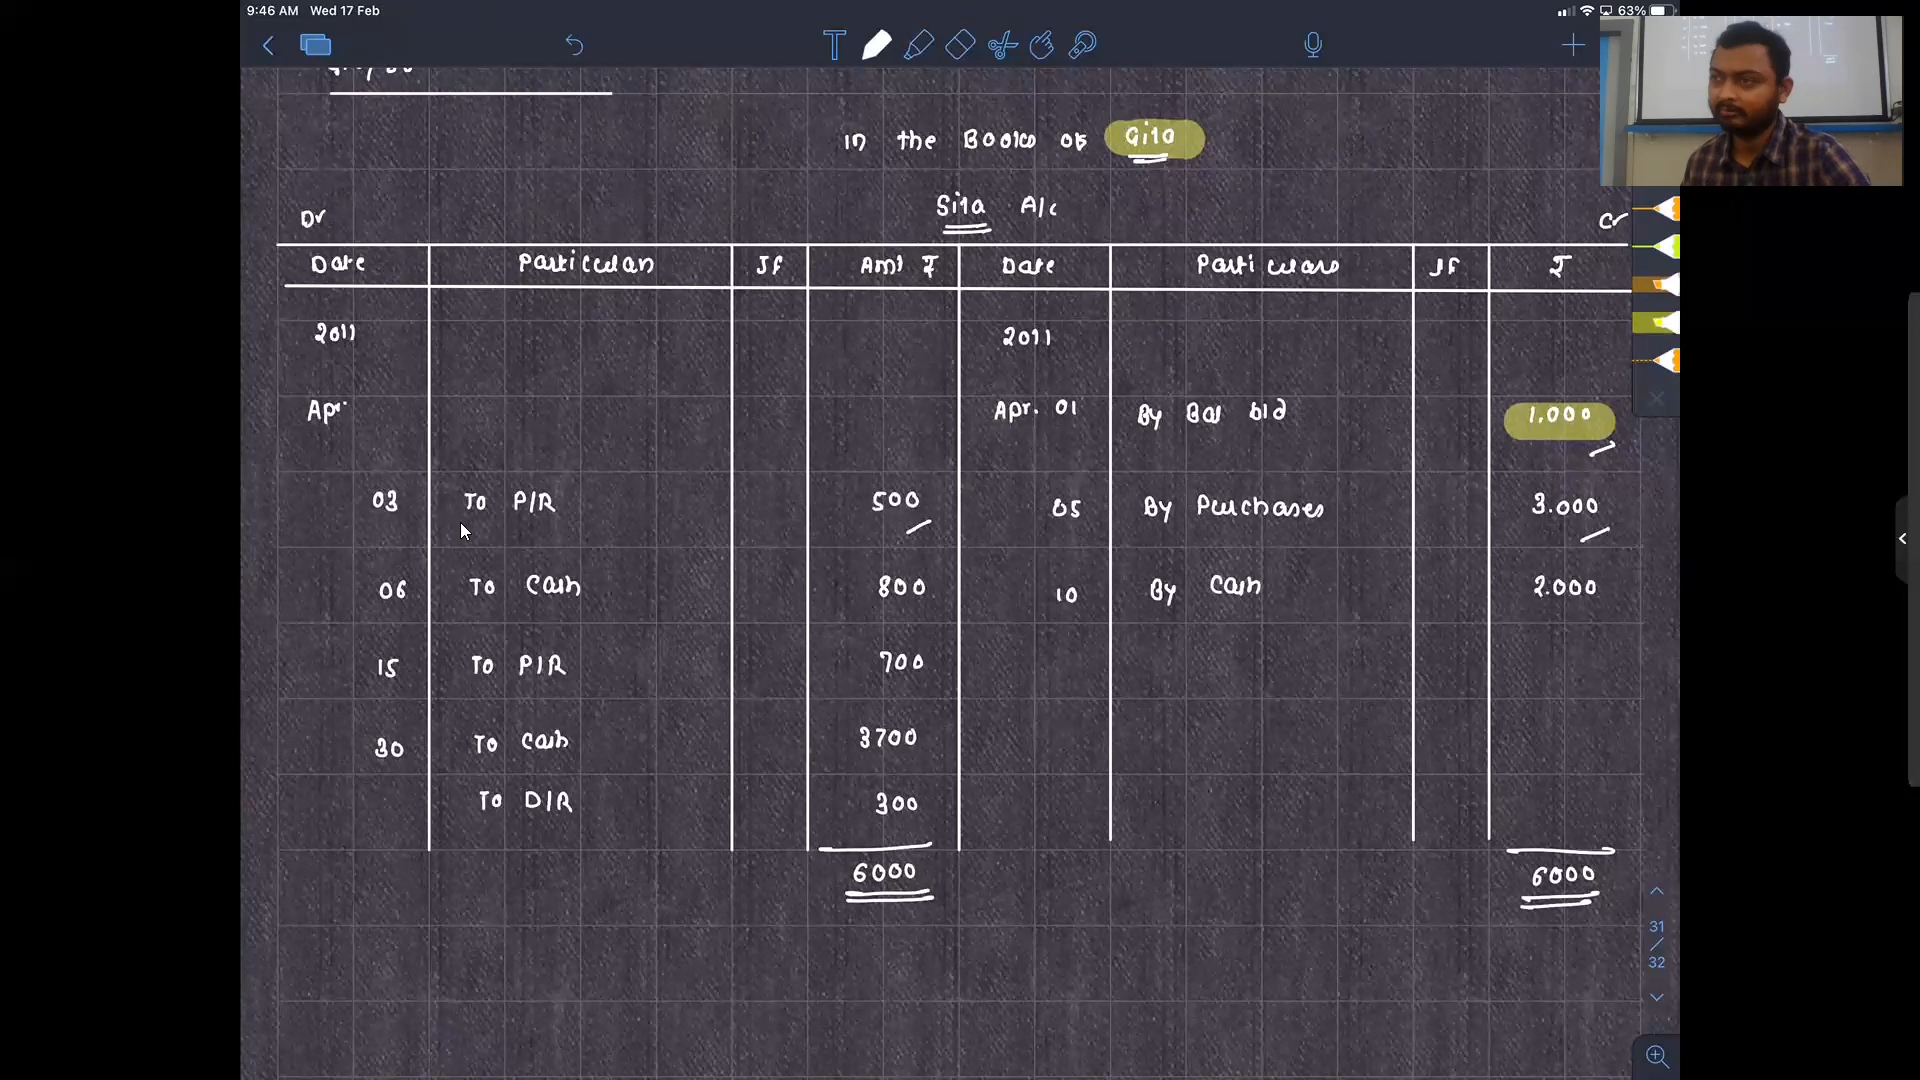 9:46 AM Wed 17 Feb
63%
In the Books of Gita
Sita A/c
Dr
Cr
Date Particulars JF Amt ₹ Date Particulars JF ₹
2011 2011
Apr. Apr. 01 By Bal b/d 1,000
03 To P/R 500 05 By Purchases 3,000
06 To Cash 800 10 By Cash 2,000
15 To P/R 700
30 To Cash 3700
To D/R 300
6000 6000
31
/
32